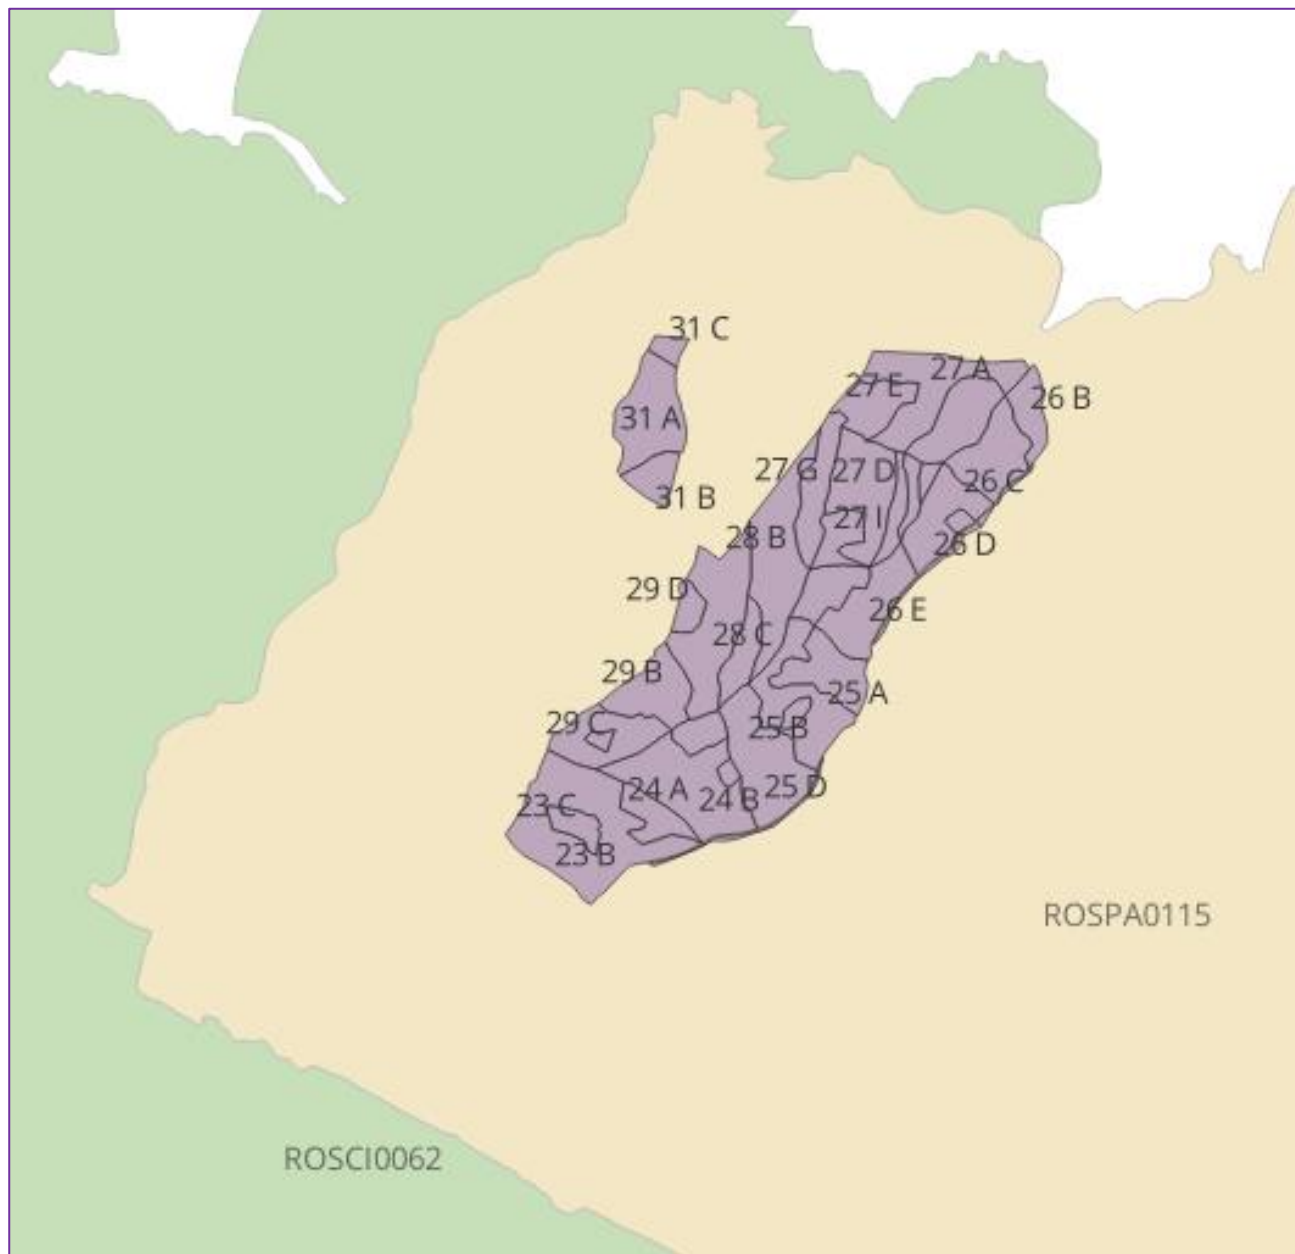 31 C
27 A
27 E
26 B
31 A
27 G
27 D
26 C
31 B
27 I
28 B
26 D
29 D
26 E
28 C
29 B
25 A
29 C
25 B
24 A
25 D
24 B
23 C
23 B
ROSPA0115
ROSCI0062